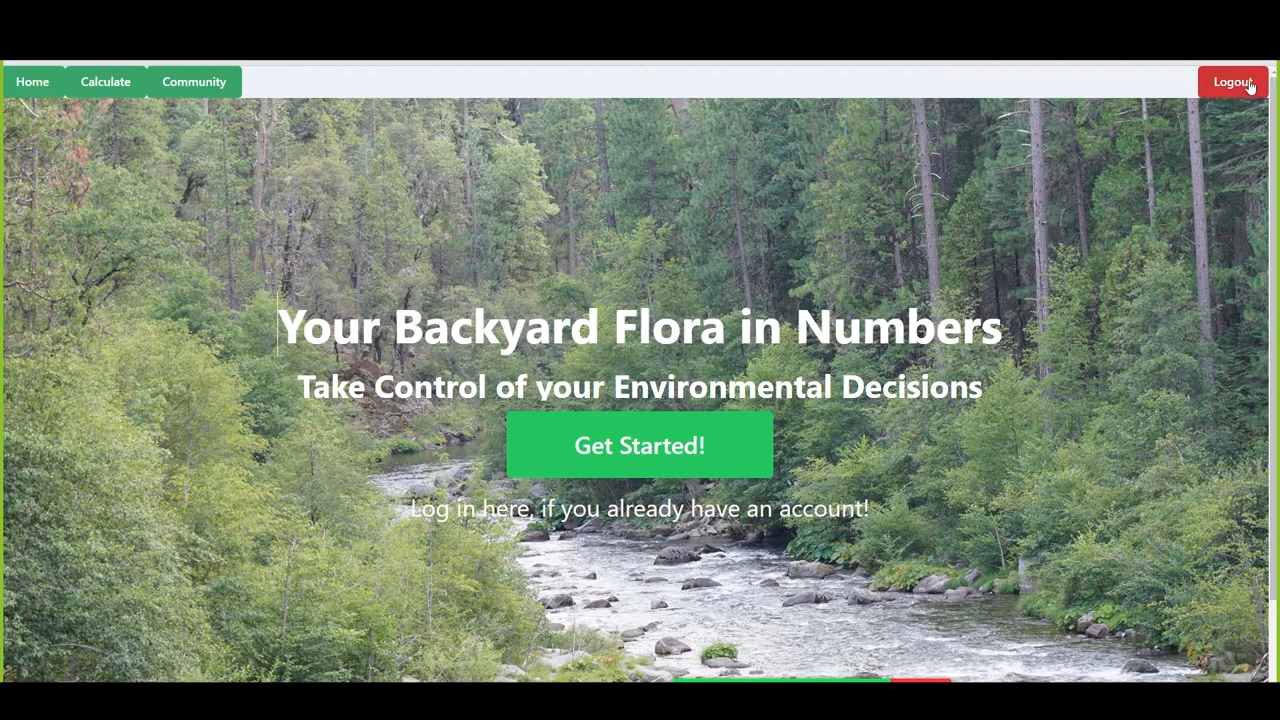 Home Calculate Community Logout
Your Backyard Flora in Numbers
Take Control of your Environmental Decisions
Get Started!
Log in here, if you already have an account!